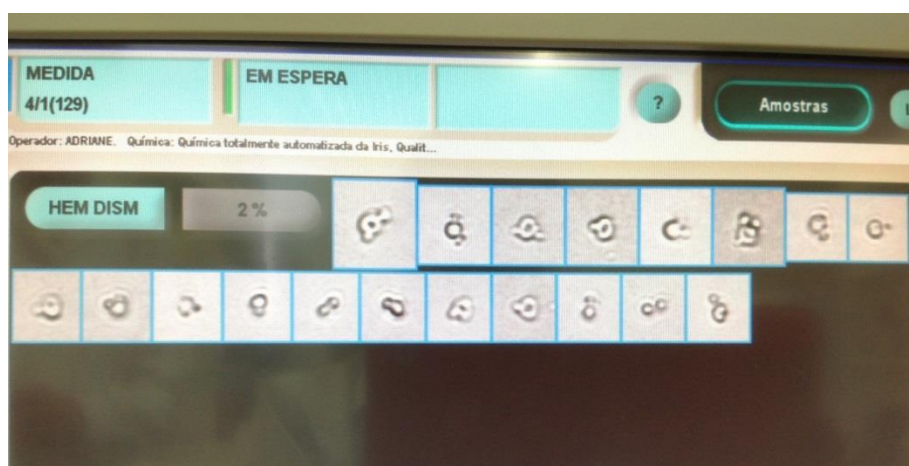 MEDIDA
4/1(129)
EM ESPERA
?
Amostras
Operador: ADRIANE. Química: Química totalmente automatizada da Iris, Qualit...
HEM DISM
2 %